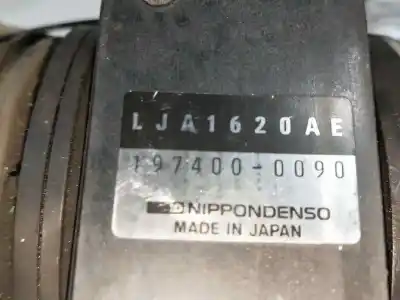 LJA1620AE
197400-0090
NIPPONDENSO
MADE IN JAPAN